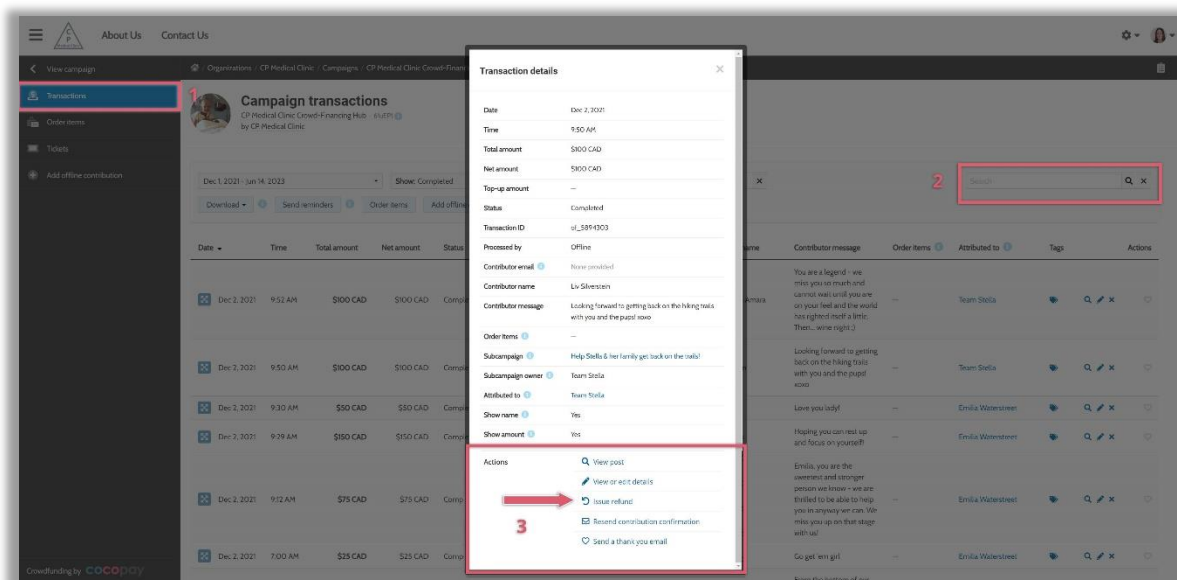 About Us Contact Us
View campaign
Organizations / CP Medical Clinic / Campaigns / CP Medical Clinic Crowd-Finan
1
Transactions
Order items
Tickets
Add offline contribution
Campaign transactions
CP Medical Clinic Crowd-Financing Hub
by CP Medical Clinic
Dec 1, 2021 - Jun 14, 2023 Show: Completed
2
Search
Download Send reminders Order items Add offline
Date Time Total amount Net amount Status ame Contributor message Order items Attributed to Tags Actions
Dec 2, 2021 9:52 AM $100 CAD $100 CAD Comple Amara
You are a legend - we
miss you so much and
cannot wait until you are
on your feet and the world
has righted itself a little.
Then... wine night ;)
--
Team Stella
Dec 2, 2021 9:50 AM $100 CAD $100 CAD Comple
Looking forward to getting
back on the hiking trails
with you and the pups!
xoxo
--
Team Stella
Dec 2, 2021 9:30 AM $50 CAD $50 CAD Comple Love you lady! -- Emilia Waterstreet
Dec 2, 2021 9:29 AM $150 CAD $150 CAD Comple
Hoping you can rest up
and focus on yourself!
--
Emilia Waterstreet
Dec 2, 2021 9:12 AM $75 CAD $75 CAD Comp
Emilia, you are the
sweetest and stronger
person we know - we are
thrilled to be able to help
you in anyway we can. We
miss you up on that stage
with us!
--
Emilia Waterstreet
Dec 2, 2021 7:00 AM $25 CAD $25 CAD Comp Go get 'em girl -- Emilia Waterstreet
From the bottom of our
Crowdfunding by COCOPAY
Transaction details
Date Dec 2, 2021
Time 9:50 AM
Total amount $100 CAD
Net amount $100 CAD
Top-up amount --
Status Completed
Transaction ID of_5894303
Processed by Offline
Contributor email None provided
Contributor name Liv Silverstein
Contributor message Looking forward to getting back on the hiking trails
with you and the pups! xoxo
Order Items --
Subcampaign Help Stella & her family get back on the trails!
Subcampaign owner Team Stella
Attributed to Team Stella
Show name Yes
Show amount Yes
Actions View post
View or edit details
Issue refund
3
Resend contribution confirmation
Send a thank you email